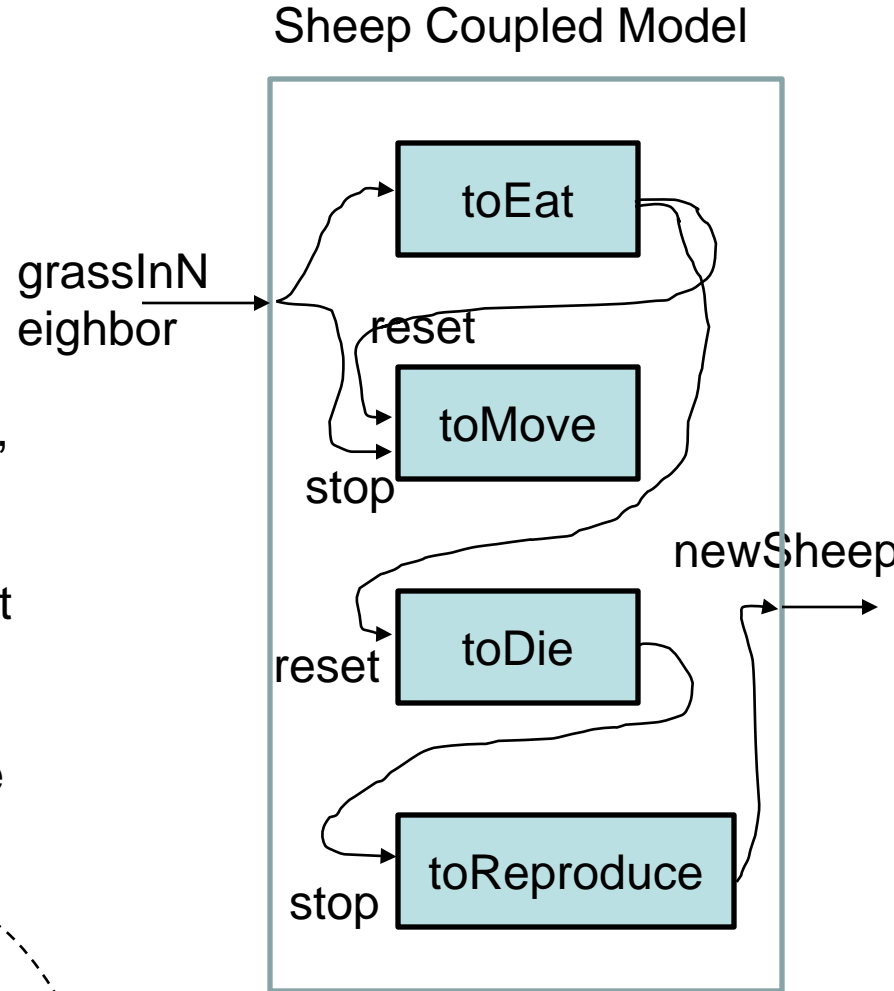 Sheep Coupled Model
toEat
grassInN
eighbor
reset
toMove
,
stop
newSheep
t
toDie
reset
e
toReproduce
stop